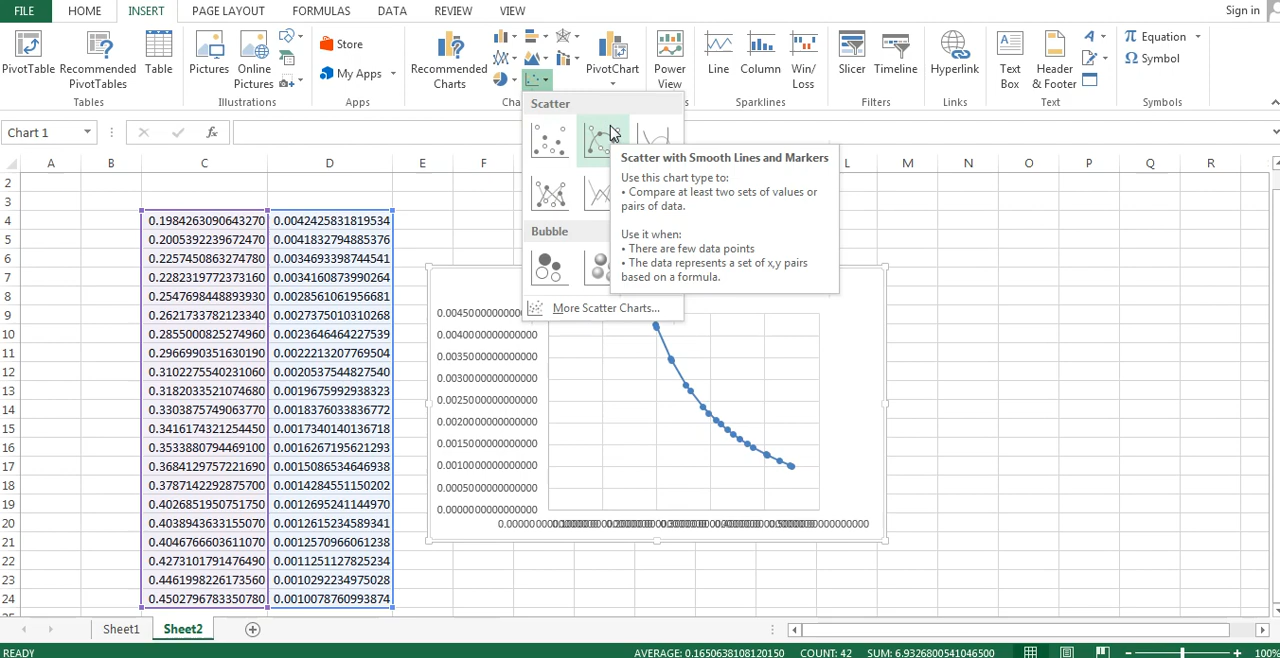 FILE HOME INSERT PAGE LAYOUT FORMULAS DATA REVIEW VIEW Sign in
PivotTable Recommended PivotTables Table
Tables
Pictures Online Pictures
Illustrations
Store
My Apps
Apps
Recommended Charts
Cha
PivotChart
Power View
Line Column Win/ Loss
Sparklines
Slicer Timeline
Filters
Hyperlink
Links
Text Box Header & Footer
Text
Equation
Symbol
Symbols
Chart 1
fx
Scatter
Scatter with Smooth Lines and Markers
Use this chart type to:
• Compare at least two sets of values or
pairs of data.
Use it when:
• There are few data points
• The data represents a set of x,y pairs
based on a formula.
Bubble
More Scatter Charts...
A B C D E F L M N O P Q R
2
3
4 0.1984263090643270 0.0042425831819534
5 0.2005392239672470 0.0041832794885376
6 0.2257450863274780 0.0034693398744541
7 0.2282319772373160 0.0034160873990264
8 0.2547698448893930 0.0028561061956681
9 0.2621733782123340 0.0027375010310268
10 0.2855000825274960 0.0023646464227539
11 0.2966990351630190 0.0022213207769504
12 0.3102275540231060 0.0020537544827540
13 0.3182033521074680 0.0019675992938323
14 0.3303875749063770 0.0018376033836772
15 0.3416174321254450 0.0017340140136718
16 0.3533880794469100 0.0016267195621293
17 0.3684129757221690 0.0015086534646938
18 0.3787142292875700 0.0014284551150202
19 0.4026851950751750 0.0012695241144970
20 0.4038943633155070 0.0012615234589341
21 0.4046766603611070 0.0012570966061238
22 0.4273101791476490 0.0011251127825234
23 0.4461998226173560 0.0010292234975028
24 0.4502796783350780 0.0010078760993874
0.0045000000000000
0.0040000000000000
0.0035000000000000
0.0030000000000000
0.0025000000000000
0.0020000000000000
0.0015000000000000
0.0010000000000000
0.0005000000000000
0.0000000000000000
Sheet1 Sheet2
READY AVERAGE: 0.1650638108120150 COUNT: 42 SUM: 6.9326800541046500 100%